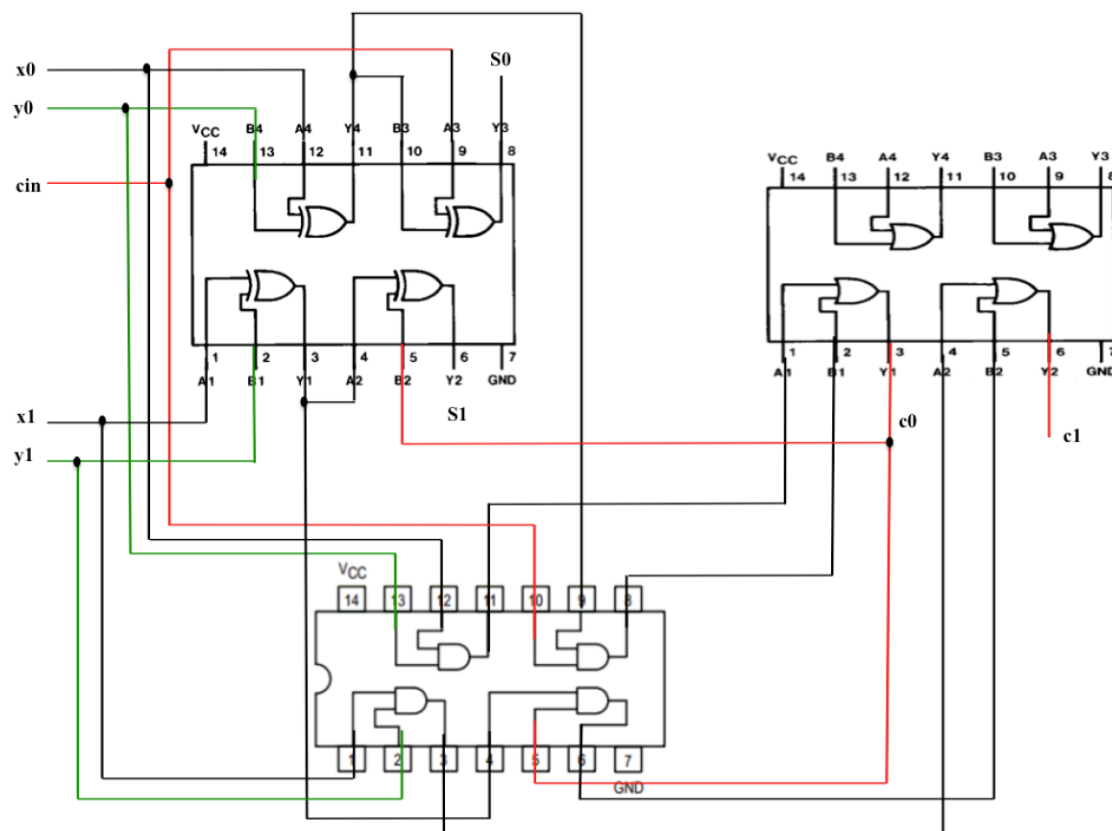 x0
y0
cin
x1
y1
S0
VCC B4 A4 Y4 B3 A3 Y3
14 13 12 11 10 9 8
1 2 3 4 5 6 7
A1 B1 Y1 A2 B2 Y2 GND
S1
VCC B4 A4 Y4 B3 A3 Y3
14 13 12 11 10 9 8
1 2 3 4 5 6 7
A1 B1 Y1 A2 B2 Y2 GND
c0
c1
VCC
14 13 12 11 10 9 8
1 2 3 4 5 6 7
GND